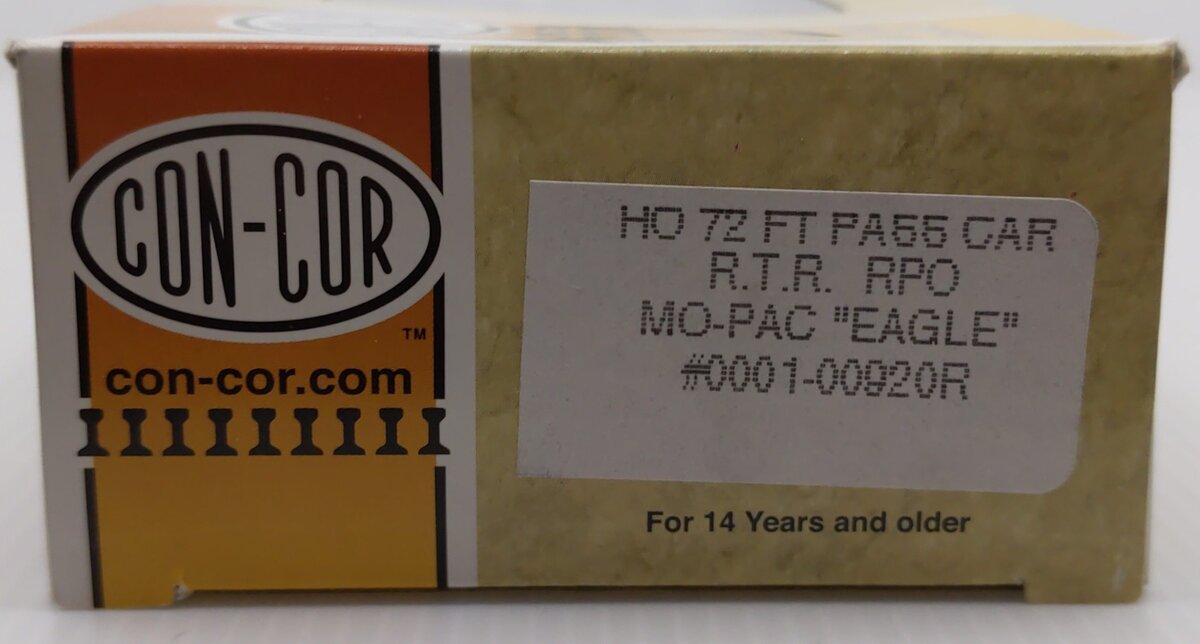 CON-COR
TM
con-cor.com
HO 72 FT PASS CAR
R.T.R. RPO
MO-PAC "EAGLE"
#0001-00920R
For 14 Years and older